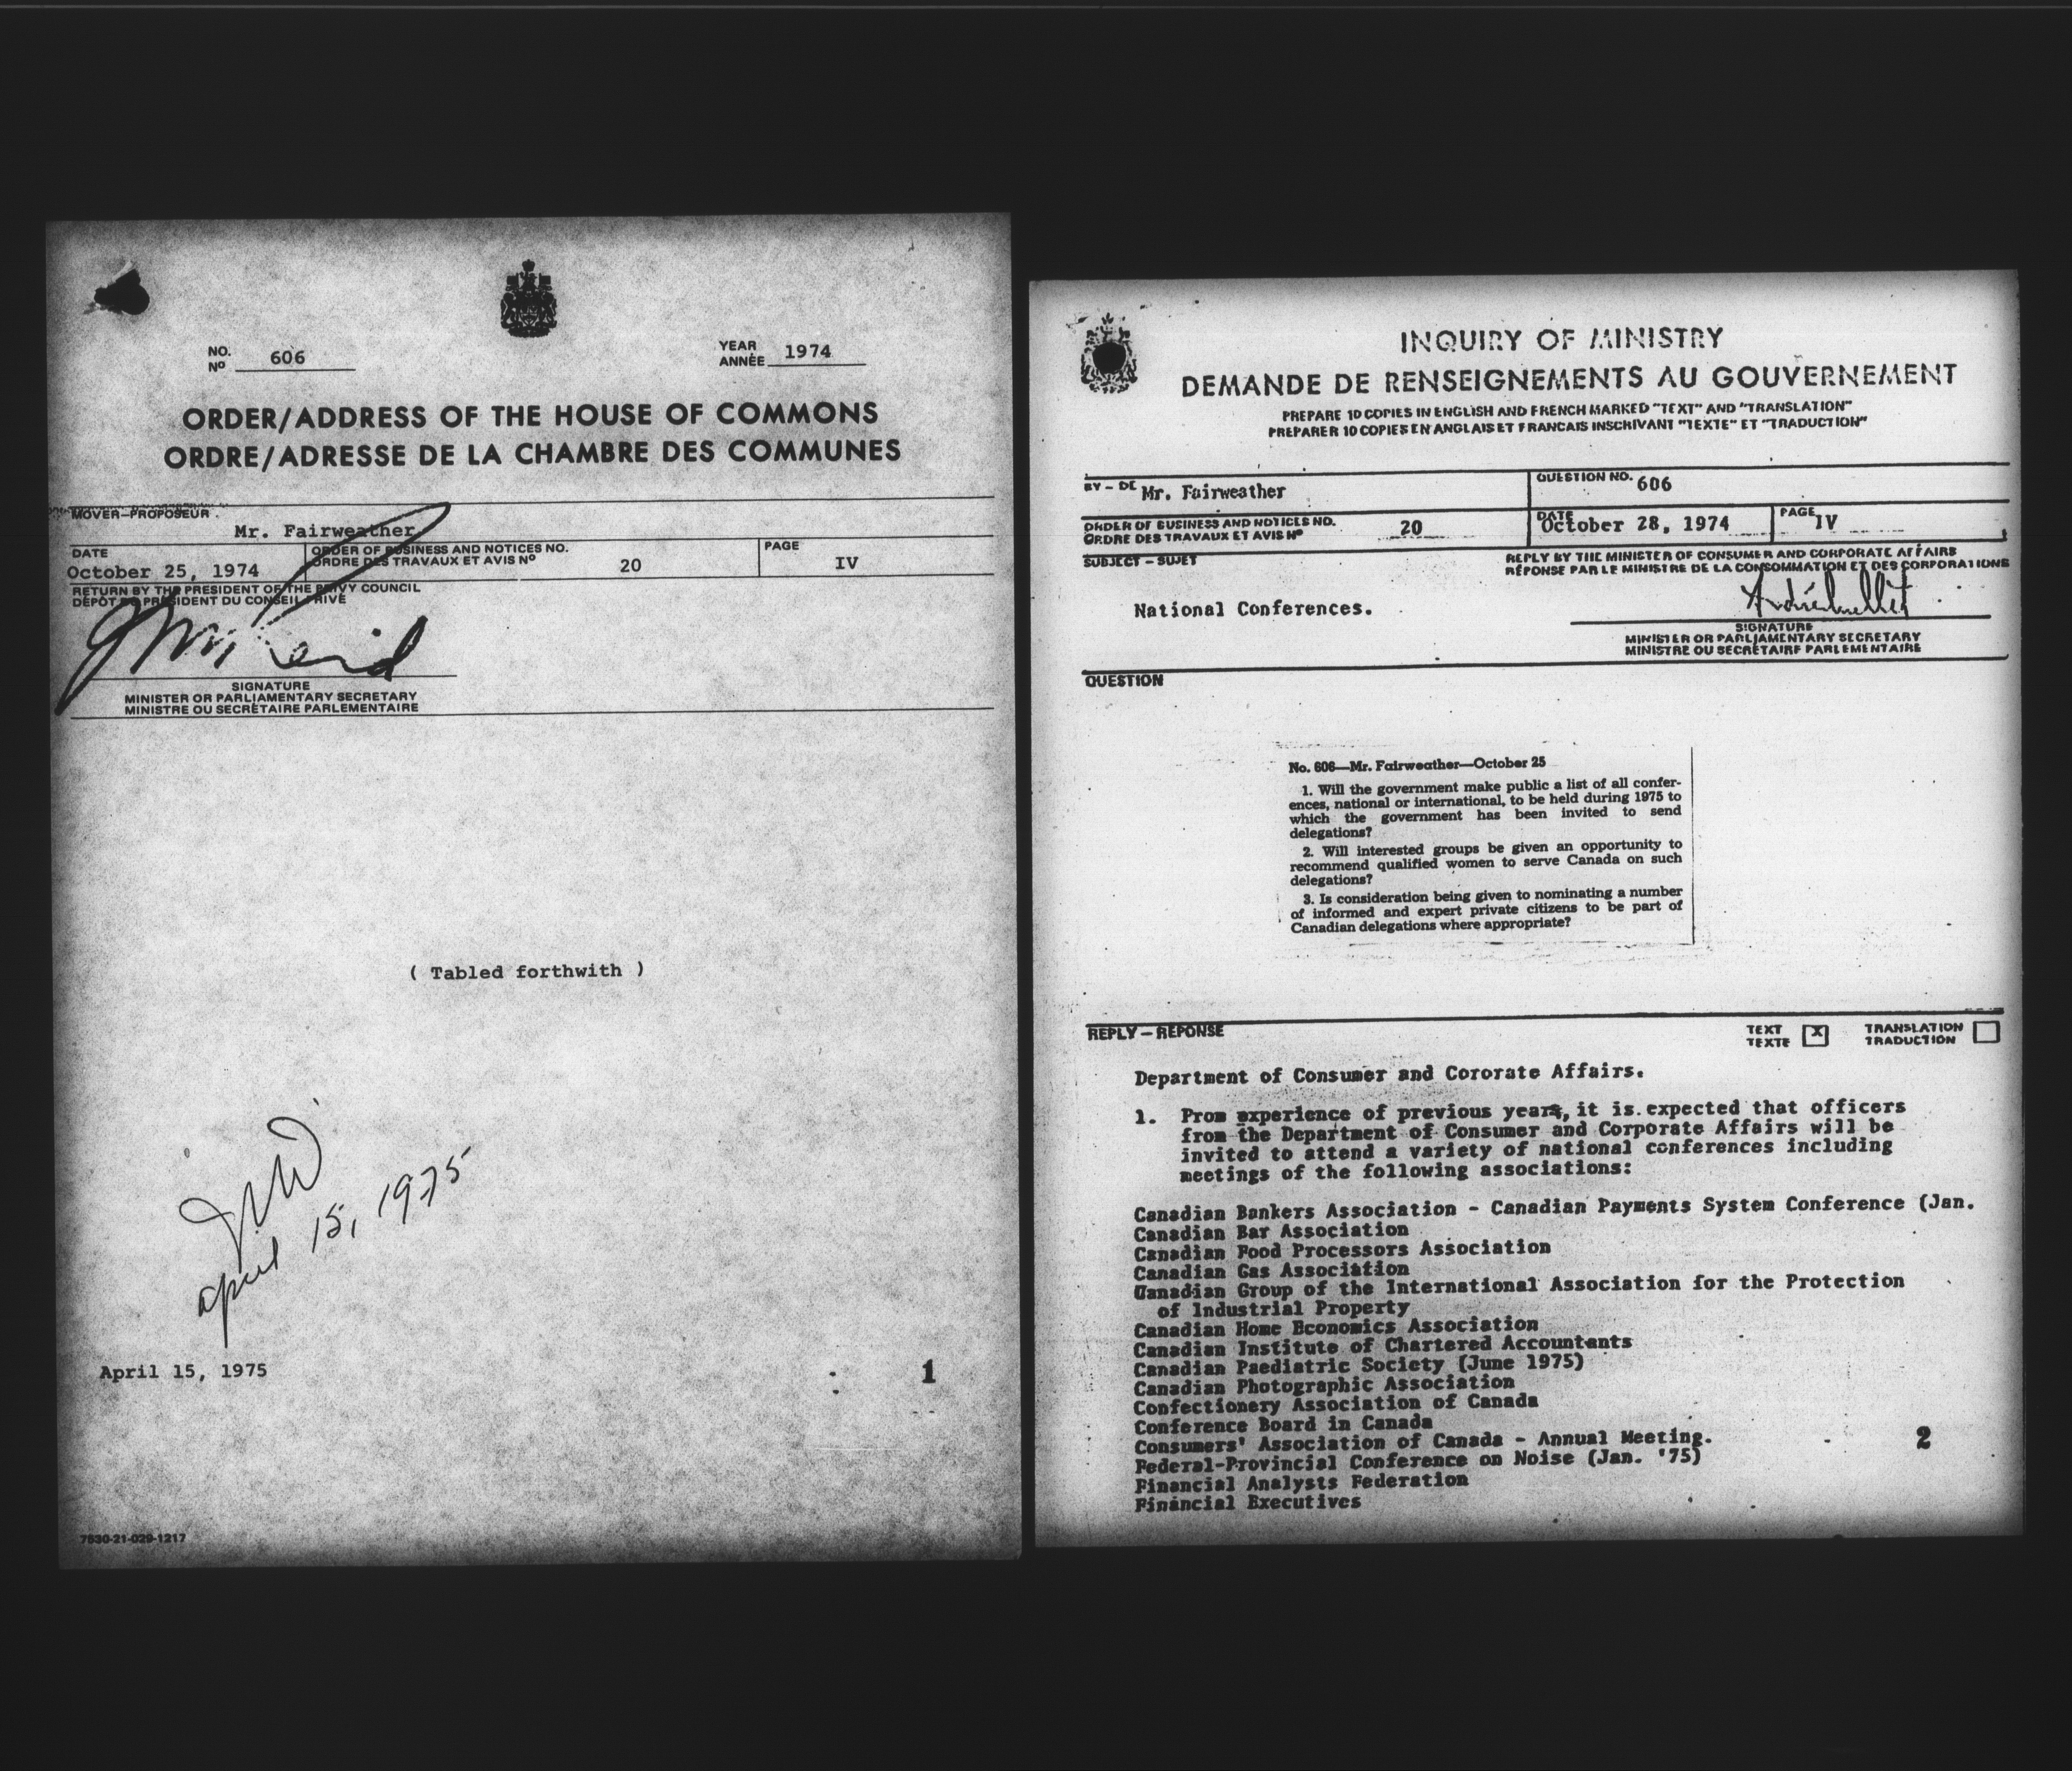 NO. 606
Nº
YEAR 1974
ANNÉE
ORDER/ADDRESS OF THE HOUSE OF COMMONS
ORDRE/ADRESSE DE LA CHAMBRE DES COMMUNES
MOVER–PROPOSEUR
Mr. Fairweather
DATE
October 25, 1974
ORDER OF BUSINESS AND NOTICES NO.
ORDRE DES TRAVAUX ET AVIS Nº
20
PAGE
IV
RETURN BY THE PRESIDENT OF THE PRIVY COUNCIL
DÉPÔT DU PRÉSIDENT DU CONSEIL PRIVÉ
SIGNATURE
MINISTER OR PARLIAMENTARY SECRETARY
MINISTRE OU SECRÉTAIRE PARLEMENTAIRE
( Tabled forthwith )
April 15, 1975
April 15, 1975
1
7530-21-029-1217
INQUIRY OF MINISTRY
DEMANDE DE RENSEIGNEMENTS AU GOUVERNEMENT
PREPARE 10 COPIES IN ENGLISH AND FRENCH MARKED "TEXT" AND "TRANSLATION"
PREPARER 10 COPIES EN ANGLAIS ET FRANCAIS INSCRIVANT "TEXTE" ET "TRADUCTION"
BY – DE Mr. Fairweather
QUESTION NO. 606
ORDER OF BUSINESS AND NOTICES NO.
ORDRE DES TRAVAUX ET AVIS Nº
20
DATE
October 28, 1974
PAGE
IV
SUBJECT – SUJET
National Conferences.
REPLY BY THE MINISTER OF CONSUMER AND CORPORATE AFFAIRS
RÉPONSE PAR LE MINISTRE DE LA CONSOMMATION ET DES CORPORATIONS
SIGNATURE
MINISTER OR PARLIAMENTARY SECRETARY
MINISTRE OU SECRÉTAIRE PARLEMENTAIRE
QUESTION
No. 606—Mr. Fairweather—October 25
1. Will the government make public a list of all confer-
ences, national or international, to be held during 1975 to
which the government has been invited to send
delegations?
2. Will interested groups be given an opportunity to
recommend qualified women to serve Canada on such
delegations?
3. Is consideration being given to nominating a number
of informed and expert private citizens to be part of
Canadian delegations where appropriate?
REPLY – REPONSE
TEXT
TEXTE
X
TRANSLATION
TRADUCTION
Department of Consumer and Cororate Affairs.
1. From experience of previous years, it is expected that officers
from the Department of Consumer and Corporate Affairs will be
invited to attend a variety of national conferences including
meetings of the following associations:
Canadian Bankers Association - Canadian Payments System Conference (Jan.
Canadian Bar Association
Canadian Food Processors Association
Canadian Gas Association
Canadian Group of the International Association for the Protection
of Industrial Property
Canadian Home Economics Association
Canadian Institute of Chartered Accountants
Canadian Paediatric Society (June 1975)
Canadian Photographic Association
Confectionery Association of Canada
Conference Board in Canada
Consumers' Association of Canada - Annual Meeting.
Federal-Provincial Conference on Noise (Jan. '75)
Financial Analysts Federation
Financial Executives
2